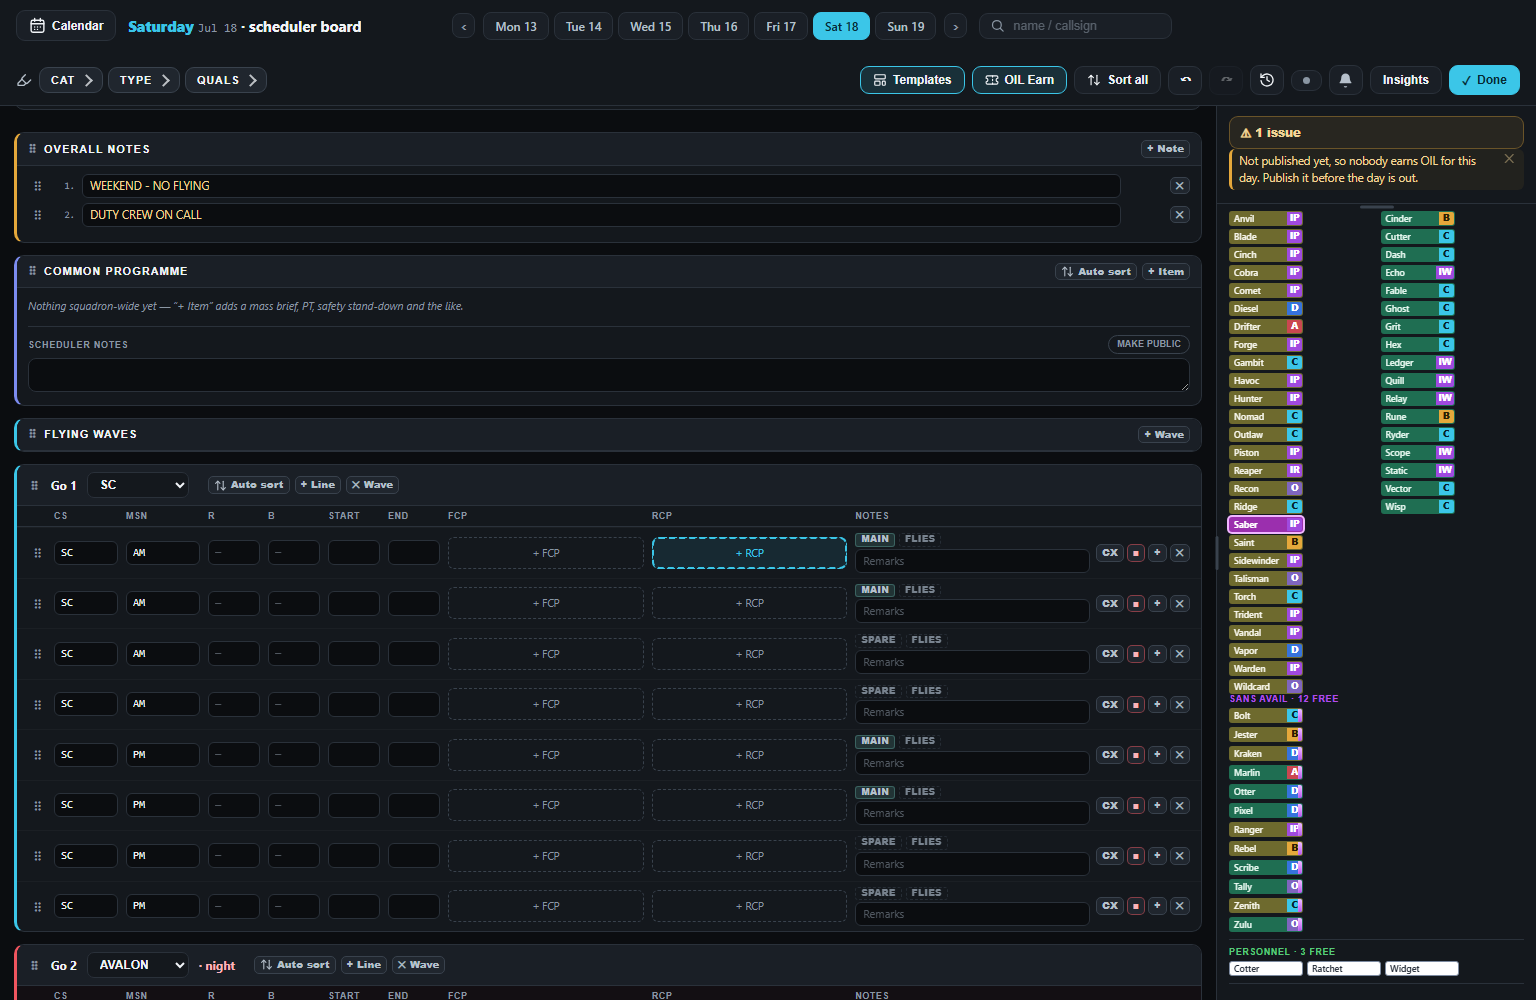 Calendar
Saturday Jul 18 · scheduler board
Mon 13
Tue 14
Wed 15
Thu 16
Fri 17
Sat 18
Sun 19
name / callsign
CAT
TYPE
QUALS
Templates
OIL Earn
Sort all
Insights
✓ Done
OVERALL NOTES
+ Note
1. WEEKEND - NO FLYING
2. DUTY CREW ON CALL
COMMON PROGRAMME
Auto sort
+ Item
Nothing squadron-wide yet — "+ Item" adds a mass brief, PT, safety stand-down and the like.
SCHEDULER NOTES
MAKE PUBLIC
FLYING WAVES
+ Wave
Go 1 SC Auto sort + Line × Wave
CS MSN R B START END FCP RCP NOTES
SC AM – – + FCP + RCP MAIN FLIES Remarks CX
SC AM – – + FCP + RCP MAIN FLIES Remarks CX
SC AM – – + FCP + RCP SPARE FLIES Remarks CX
SC AM – – + FCP + RCP SPARE FLIES Remarks CX
SC PM – – + FCP + RCP MAIN FLIES Remarks CX
SC PM – – + FCP + RCP MAIN FLIES Remarks CX
SC PM – – + FCP + RCP SPARE FLIES Remarks CX
SC PM – – + FCP + RCP SPARE FLIES Remarks CX
Go 2 AVALON · night Auto sort + Line × Wave
CS MSN R B START END FCP RCP NOTES
⚠ 1 issue
Not published yet, so nobody earns OIL for this
day. Publish it before the day is out.
Anvil IP
Blade IP
Cinch IP
Cobra IP
Comet IP
Diesel D
Drifter A
Forge IP
Gambit C
Havoc IP
Hunter IP
Nomad C
Outlaw C
Piston IP
Reaper IR
Recon O
Ridge C
Saber IP
Saint B
Sidewinder IP
Talisman O
Torch C
Trident IP
Vandal IP
Vapor D
Warden IP
Wildcard O
Cinder B
Cutter C
Dash C
Echo IW
Fable C
Ghost C
Grit C
Hex C
Ledger IW
Quill IW
Relay IW
Rune B
Ryder C
Scope IW
Static IW
Vector C
Wisp C
SANS AVAIL · 12 FREE
Bolt C
Jester B
Kraken D
Marlin A
Otter D
Pixel D
Ranger IP
Rebel B
Scribe D
Tally O
Zenith C
Zulu O
PERSONNEL · 3 FREE
Cotter
Ratchet
Widget